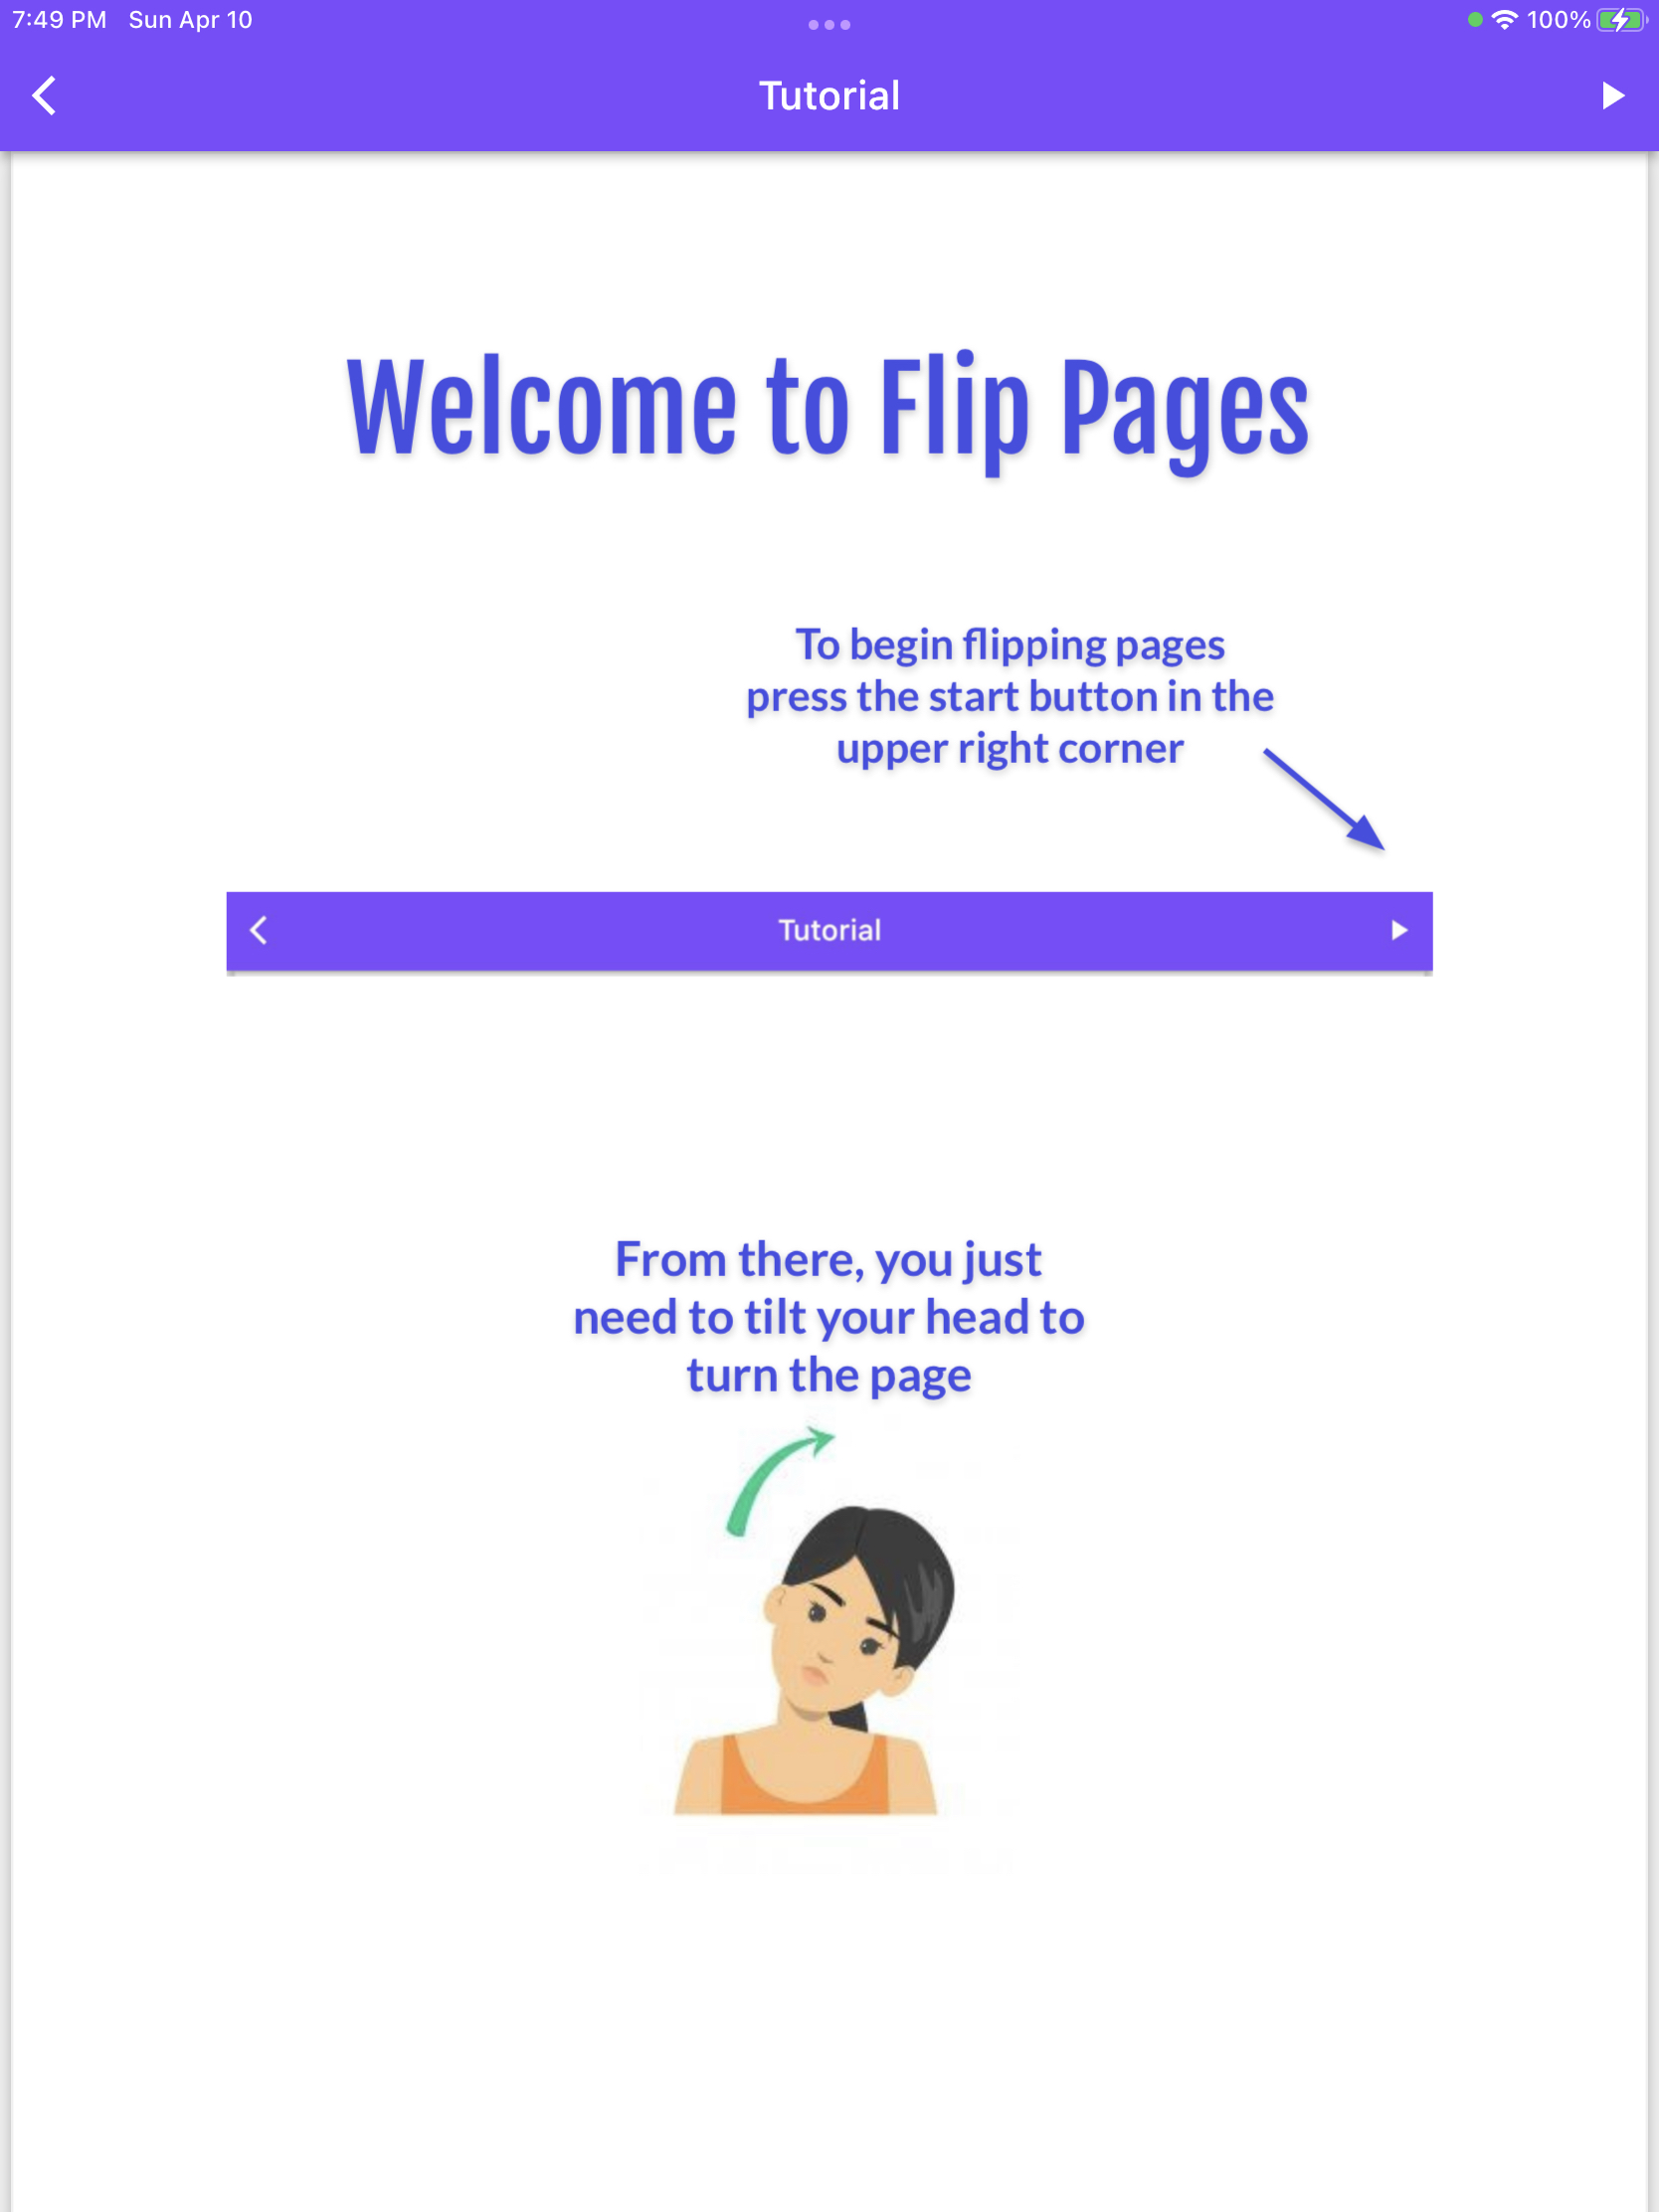 7:49 PM Sun Apr 10 100%
Tutorial
Welcome to Flip Pages
To begin flipping pages
press the start button in the
upper right corner
Tutorial
From there, you just
need to tilt your head to
turn the page